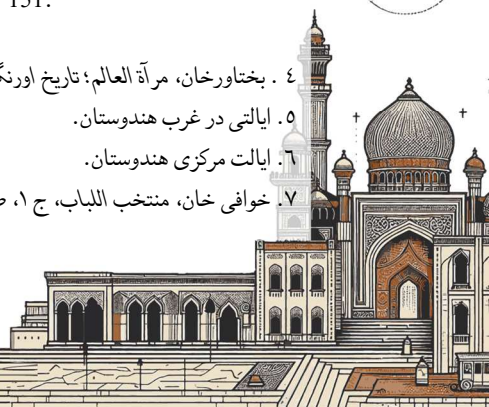 151.
٤ . بختاورخان، مرآة العالم؛ تاریخ
٥. ایالتی در غرب هندوستان.
٦. ایالت مرکزی هندوستان.
٧. خوافی خان، منتخب اللباب، ج ۱،